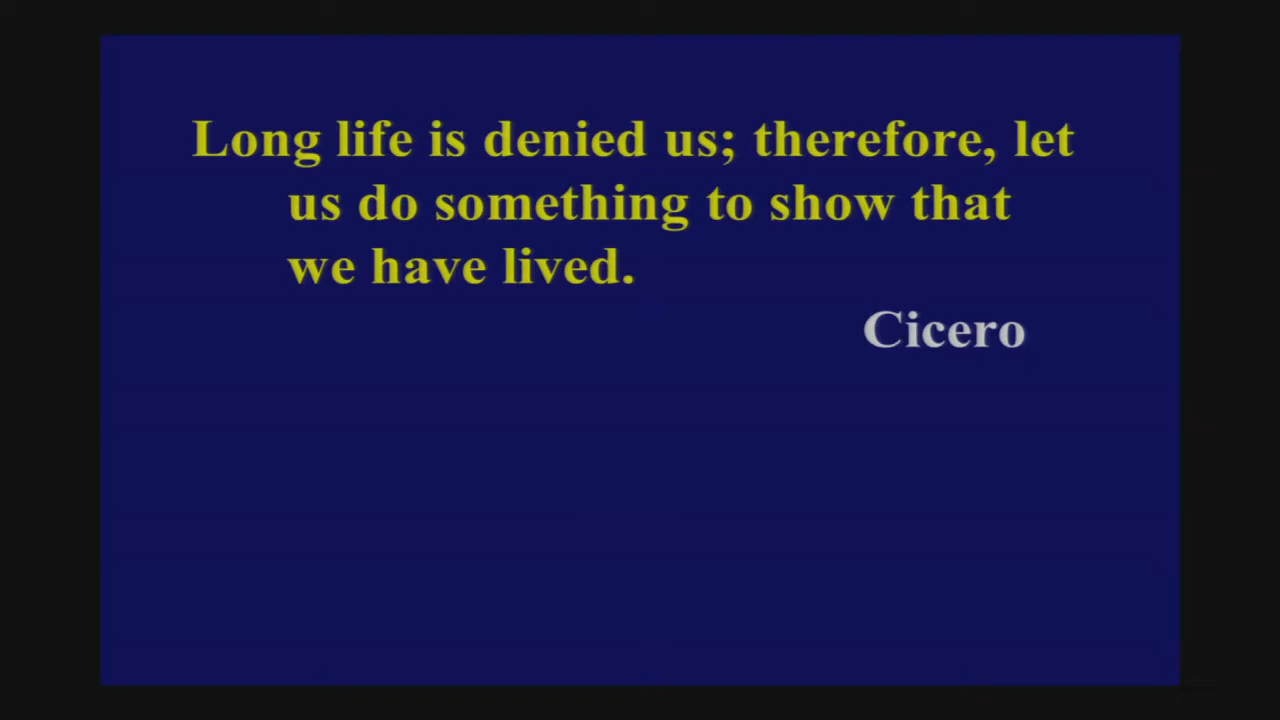 Long life is denied us; therefore, let
us do something to show that
we have lived.
Cicero